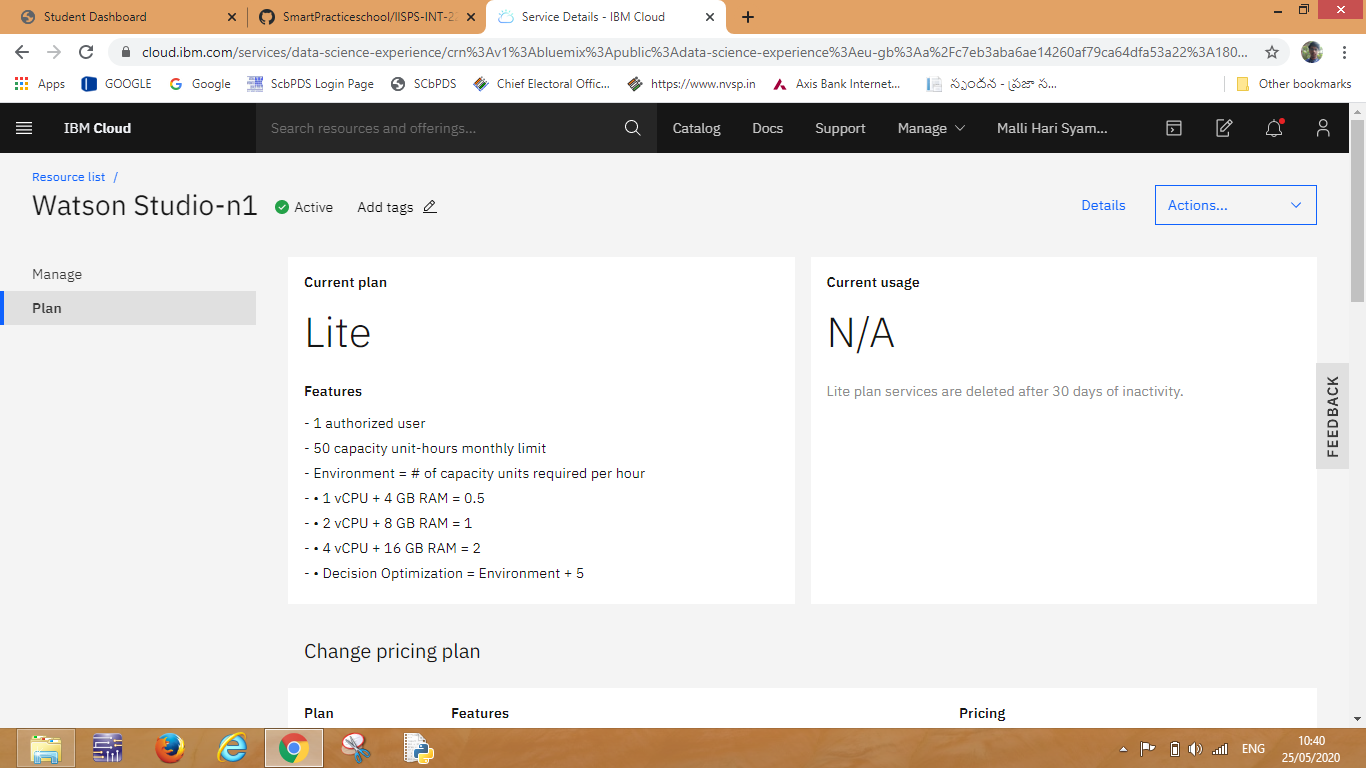 Student Dashboard
SmartPracticeschool/IISPS-INT-22
Service Details - IBM Cloud
cloud.ibm.com/services/data-science-experience/crn%3Av1%3Abluemix%3Apublic%3Adata-science-experience%3Aeu-gb%3Aa%2Fc7eb3aba6ae14260af79ca64dfa53a22%3A180...
Apps
GOOGLE
Google
ScbPDS Login Page
SCbPDS
Chief Electoral Offic...
https://www.nvsp.in
Axis Bank Internet...
స్పందన - ప్రజా స...
Other bookmarks
IBM Cloud
Search resources and offerings...
Catalog
Docs
Support
Manage
Malli Hari Syam...
Resource list /
Watson Studio-n1
Active
Add tags
Details
Actions...
Manage
Plan
Current plan
Lite
Features
- 1 authorized user
- 50 capacity unit-hours monthly limit
- Environment = # of capacity units required per hour
- • 1 vCPU + 4 GB RAM = 0.5
- • 2 vCPU + 8 GB RAM = 1
- • 4 vCPU + 16 GB RAM = 2
- • Decision Optimization = Environment + 5
Current usage
N/A
Lite plan services are deleted after 30 days of inactivity.
FEEDBACK
Change pricing plan
Plan
Features
Pricing
ENG
10:40
25/05/2020